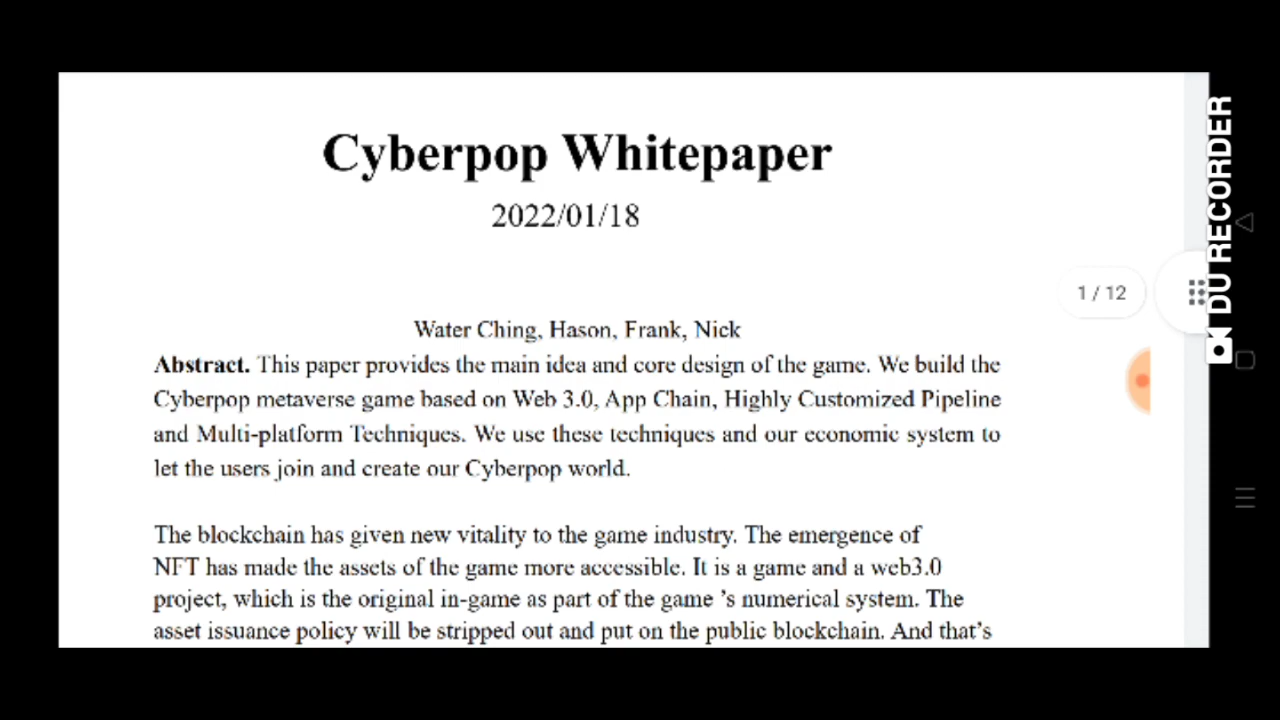 Cyberpop Whitepaper
2022/01/18
Water Ching, Hason, Frank, Nick
Abstract. This paper provides the main idea and core design of the game. We build the
Cyberpop metaverse game based on Web 3.0, App Chain, Highly Customized Pipeline
and Multi-platform Techniques. We use these techniques and our economic system to
let the users join and create our Cyberpop world.
The blockchain has given new vitality to the game industry. The emergence of
NFT has made the assets of the game more accessible. It is a game and a web3.0
project, which is the original in-game as part of the game ’s numerical system. The
asset issuance policy will be stripped out and put on the public blockchain. And that’s
1 / 12
DU RECORDER